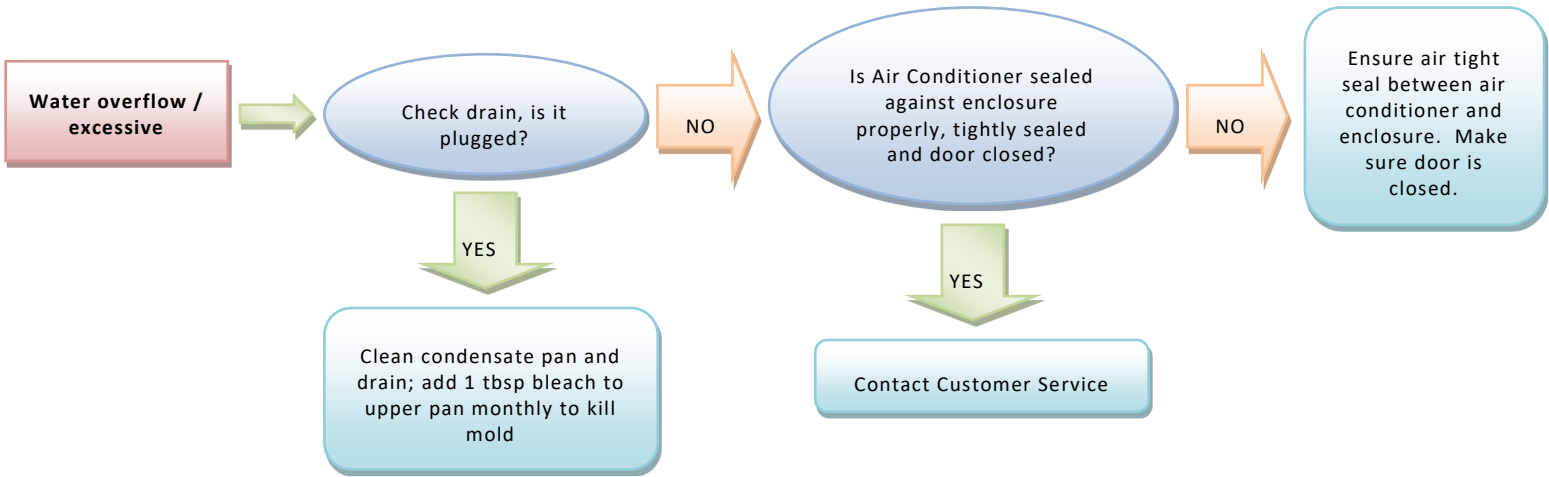 Water overflow /
excessive
Check drain, is it
plugged?
NO
Is Air Conditioner sealed
against enclosure
properly, tightly sealed
and door closed?
NO
Ensure air tight
seal between air
conditioner and
enclosure.  Make
sure door is
closed.
YES
Clean condensate pan and
drain; add 1 tbsp bleach to
upper pan monthly to kill
mold
YES
Contact Customer Service